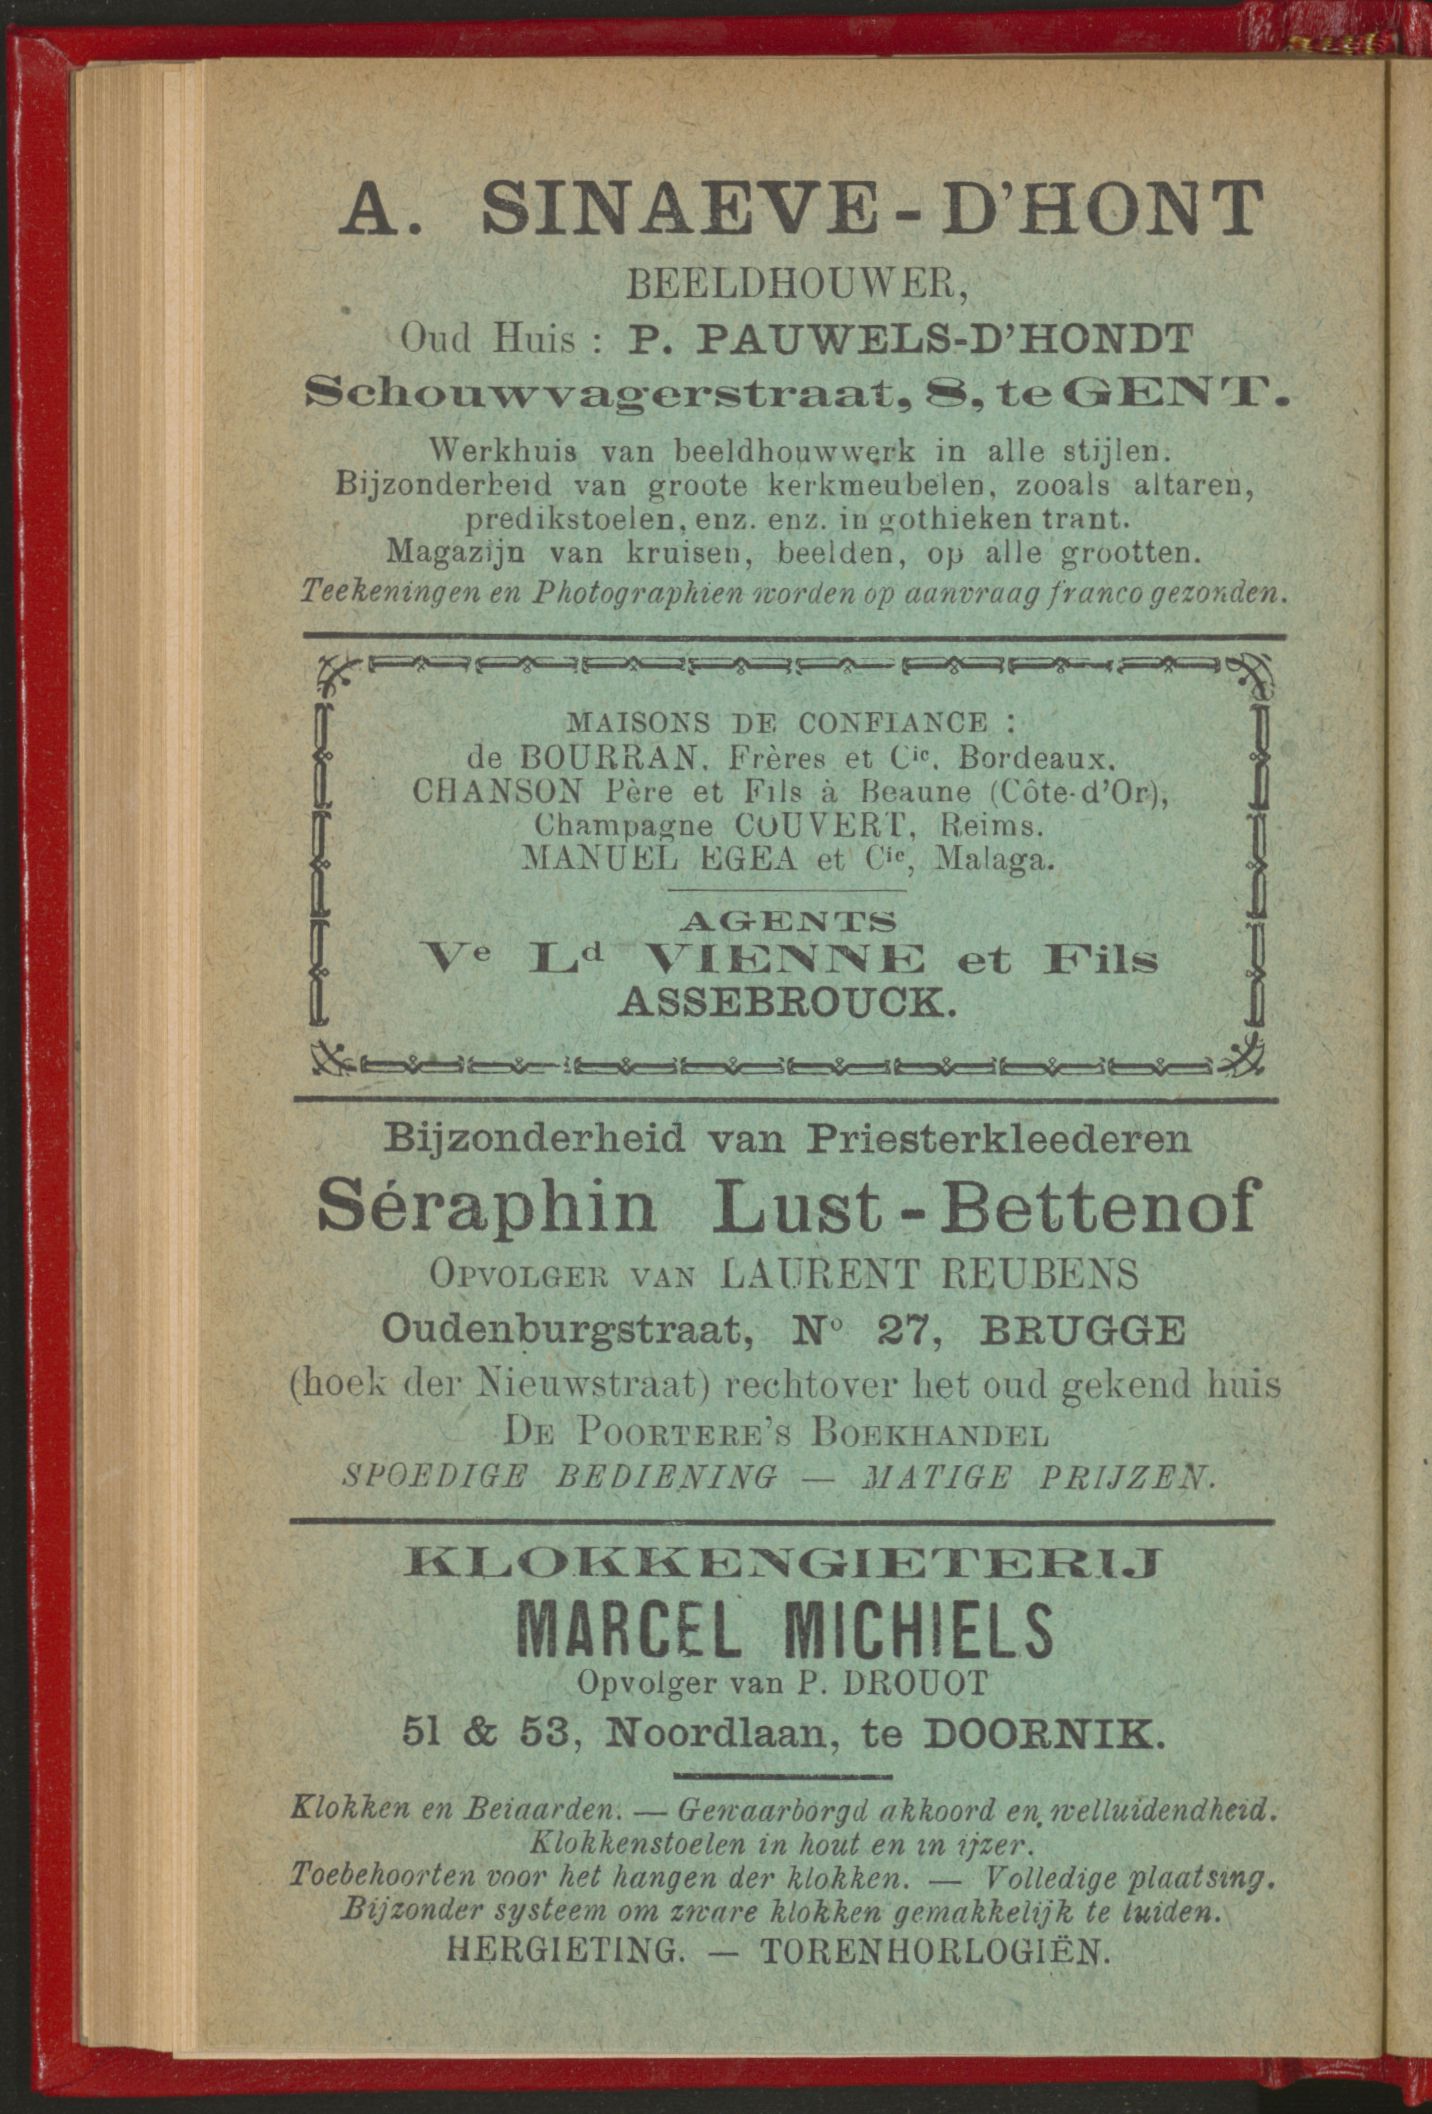 A. SINAEVE-D'HONT
BEELDHOUWER,
Oud Huis : P. PAUWELS-D'HONDT
Schouwvagerstraat, 8, te GENT.
Werkhuis van beeldhouwwerk in alle stijlen.
Bijzonderheid van groote kerkmeubelen, zooals altaren,
predikstoelen, enz. enz. in gothieken trant.
Magazijn van kruisen, beelden, op alle grootten.
Teekeningen en Photographien worden op aanvraag franco gezonden.
MAISONS DE CONFIANCE :
de BOURRAN, Frères et Cie, Bordeaux.
CHANSON Père et Fils à Beaune (Côte-d'Or),
Champagne COUVERT, Reims.
MANUEL EGEA et Cie, Malaga.
AGENTS
Ve Ld VIENNE et Fils
ASSEBROUCK.
Bijzonderheid van Priesterkleederen
Séraphin Lust-Bettenof
OPVOLGER VAN LAURENT REUBENS
Oudenburgstraat, No 27, BRUGGE
(hoek der Nieuwstraat) rechtover het oud gekend huis
DE POORTERE'S BOEKHANDEL
SPOEDIGE BEDIENING — MATIGE PRIJZEN.
KLOKKENGIETERIJ
MARCEL MICHIELS
Opvolger van P. DROUOT
51 & 53, Noordlaan, te DOORNIK.
Klokken en Beiaarden. — Gewaarborgd akkoord en welluidendheid.
Klokkenstoelen in hout en in ijzer.
Toebehoorten voor het hangen der klokken. — Volledige plaatsing.
Bijzonder systeem om zware klokken gemakkelijk te luiden.
HERGIETING. — TORENHORLOGIËN.